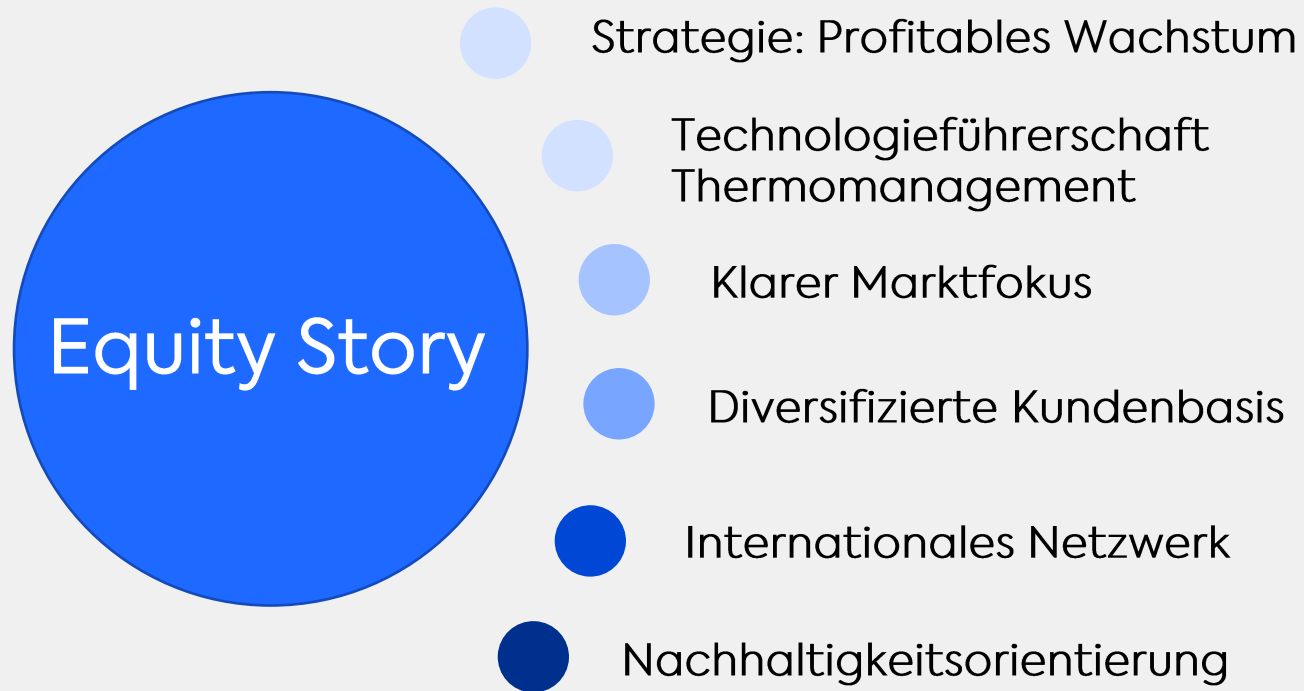 Strategie: Profitables Wachstum
Technologieführerschaft
Thermomanagement
Klarer Marktfokus
Equity Story
Diversifizierte Kundenbasis
Internationales Netzwerk
Nachhaltigkeitsorientierung